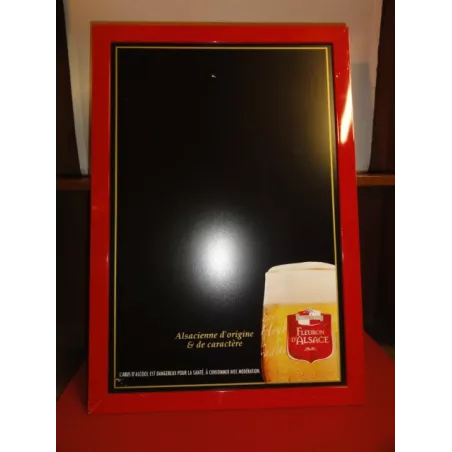 Alsacienne d'origine
& de caractère
FLEURON
D'ALSACE
L'ABUS D'ALCOOL EST DANGEREUX POUR LA SANTÉ, À CONSOMMER AVEC MODÉRATION.